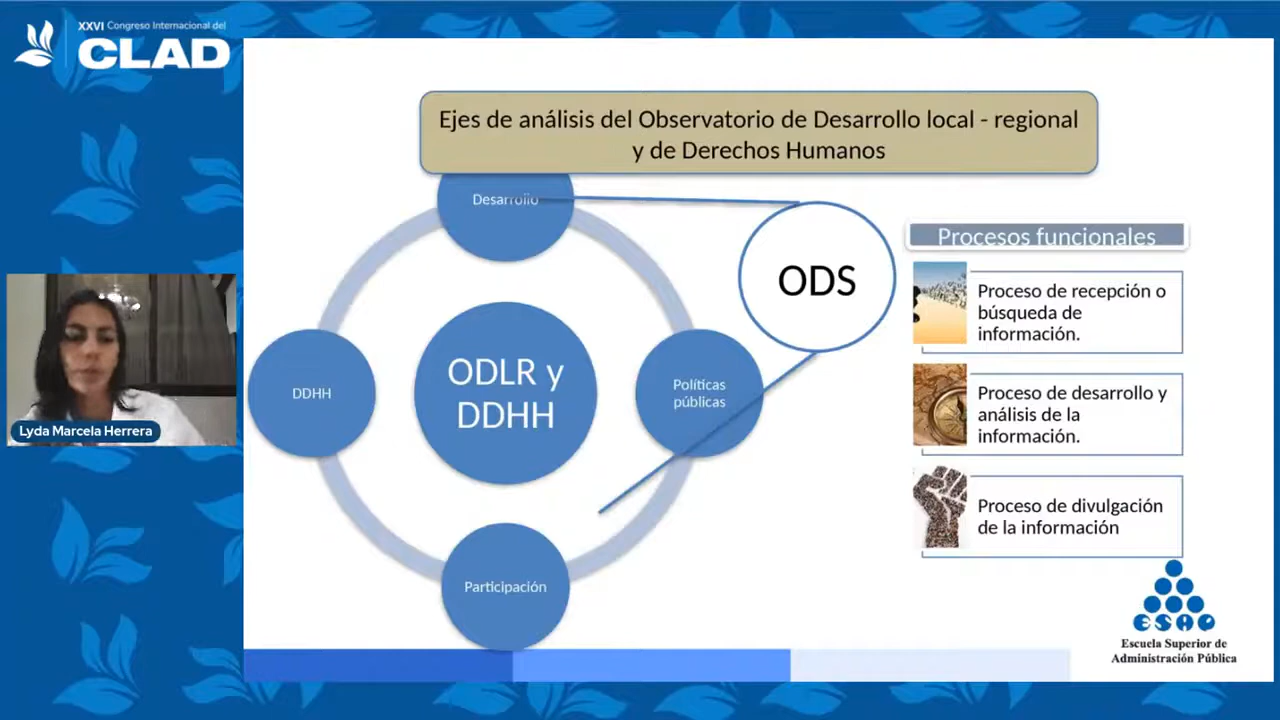 XXVI Congreso Internacional del
CLAD
Ejes de análisis del Observatorio de Desarrollo local - regional
y de Derechos Humanos
Desarrollo
ODS
Procesos funcionales
Proceso de recepción o
búsqueda de
información.
ODLR y
DDHH
DDHH
Políticas
públicas
Proceso de desarrollo y
análisis de la
información.
Lyda Marcela Herrera
Proceso de divulgación
de la información
Participación
ESAP
Escuela Superior de
Administración Pública